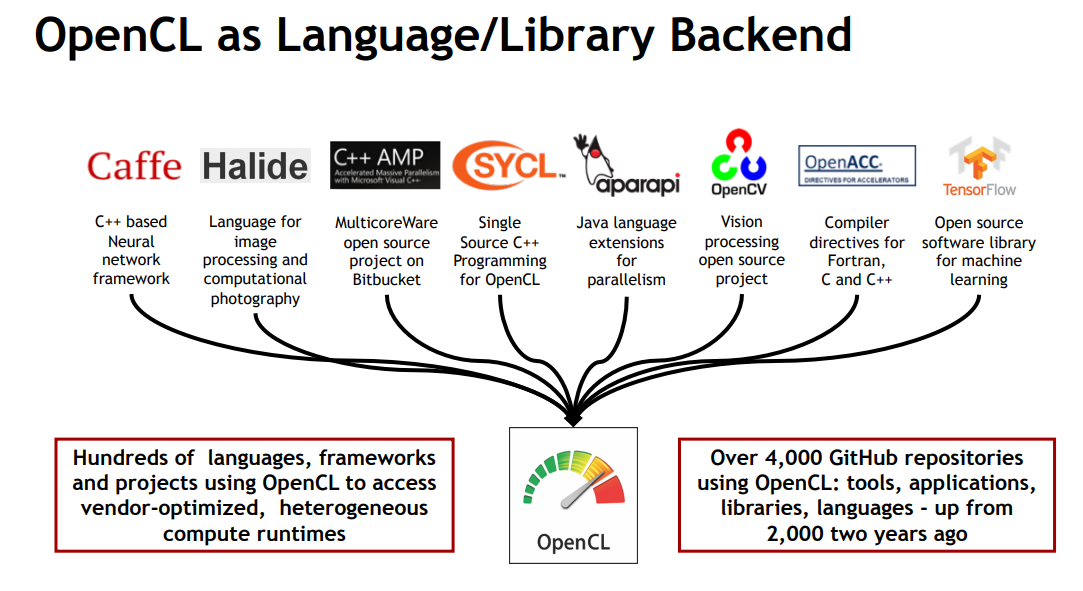 OpenCL as Language/Library Backend
Caffe
Halide
C++ AMP
Accelerated Massive Parallelism
with Microsoft Visual C++
SYCL™
aparapi
OpenCV
OpenACC.
DIRECTIVES FOR ACCELERATORS
TensorFlow
C++ based
Neural
network
framework
Language for
image
processing and
computational
photography
MulticoreWare
open source
project on
Bitbucket
Single
Source C++
Programming
for OpenCL
Java language
extensions
for
parallelism
Vision
processing
open source
project
Compiler
directives for
Fortran,
C and C++
Open source
software library
for machine
learning
Hundreds of languages, frameworks
and projects using OpenCL to access
vendor-optimized, heterogeneous
compute runtimes
OpenCL
Over 4,000 GitHub repositories
using OpenCL: tools, applications,
libraries, languages - up from
2,000 two years ago